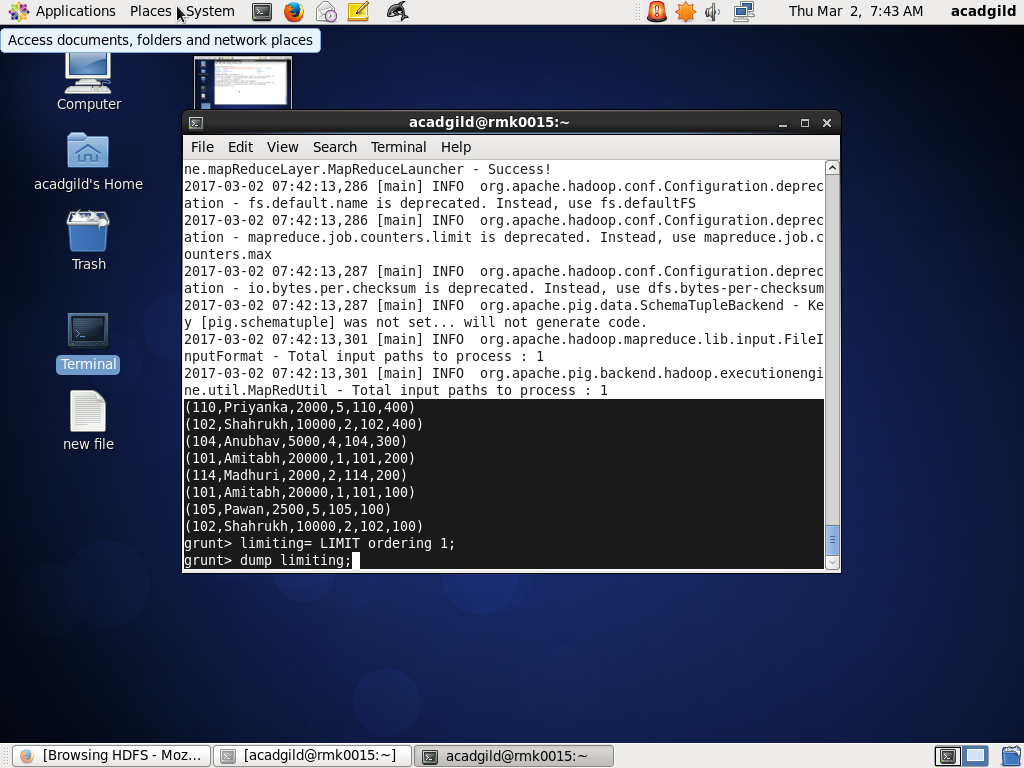 Applications Places System Thu Mar 2, 7:43 AM acadgild
Access documents, folders and network places
Computer
acadgild's Home
Trash
Terminal
new file
acadgild@rmk0015:~
File Edit View Search Terminal Help
ne.mapReduceLayer.MapReduceLauncher - Success!
2017-03-02 07:42:13,286 [main] INFO  org.apache.hadoop.conf.Configuration.deprec
ation - fs.default.name is deprecated. Instead, use fs.defaultFS
2017-03-02 07:42:13,286 [main] INFO  org.apache.hadoop.conf.Configuration.deprec
ation - mapreduce.job.counters.limit is deprecated. Instead, use mapreduce.job.c
ounters.max
2017-03-02 07:42:13,287 [main] INFO  org.apache.hadoop.conf.Configuration.deprec
ation - io.bytes.per.checksum is deprecated. Instead, use dfs.bytes-per-checksum
2017-03-02 07:42:13,287 [main] INFO  org.apache.pig.data.SchemaTupleBackend - Ke
y [pig.schematuple] was not set... will not generate code.
2017-03-02 07:42:13,301 [main] INFO  org.apache.hadoop.mapreduce.lib.input.FileI
nputFormat - Total input paths to process : 1
2017-03-02 07:42:13,301 [main] INFO  org.apache.pig.backend.hadoop.executionengi
ne.util.MapRedUtil - Total input paths to process : 1
(110,Priyanka,2000,5,110,400)
(102,Shahrukh,10000,2,102,400)
(104,Anubhav,5000,4,104,300)
(101,Amitabh,20000,1,101,200)
(114,Madhuri,2000,2,114,200)
(101,Amitabh,20000,1,101,100)
(105,Pawan,2500,5,105,100)
(102,Shahrukh,10000,2,102,100)
grunt> limiting= LIMIT ordering 1;
grunt> dump limiting;
[Browsing HDFS - Moz... [acadgild@rmk0015:~] acadgild@rmk0015:~